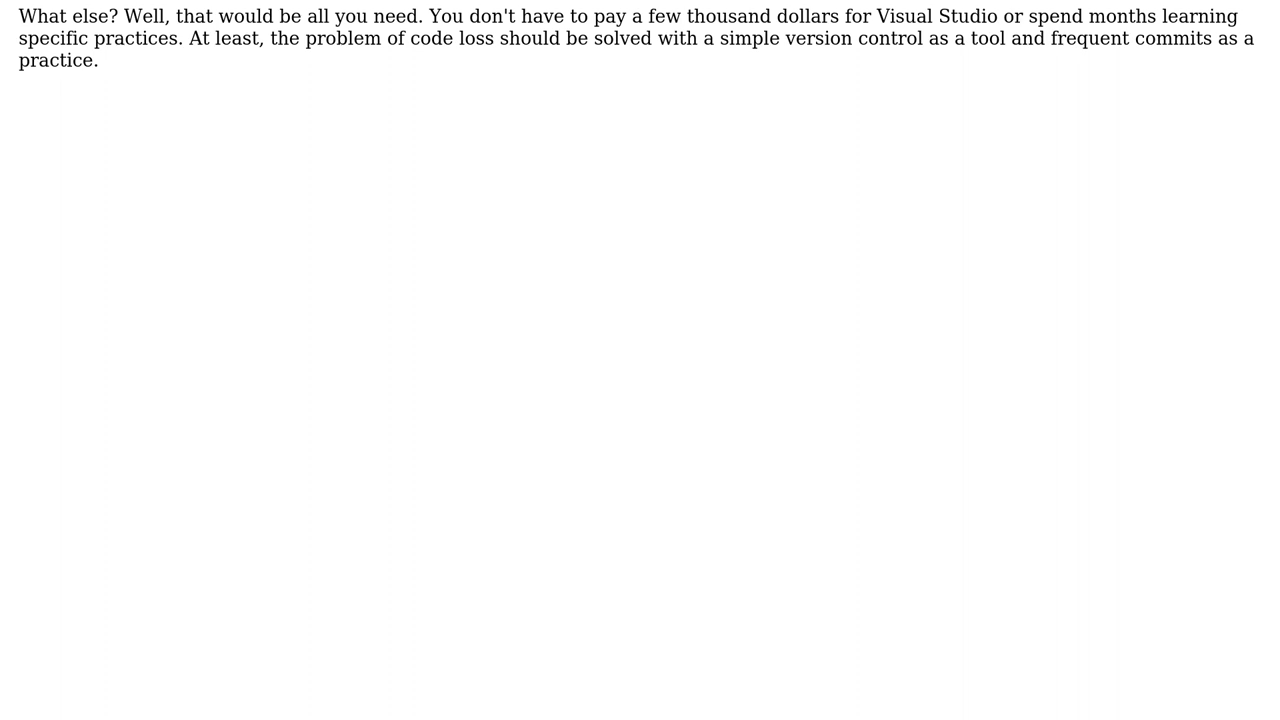 What else? Well, that would be all you need. You don't have to pay a few thousand dollars for Visual Studio or spend months learning
specific practices. At least, the problem of code loss should be solved with a simple version control as a tool and frequent commits as a
practice.